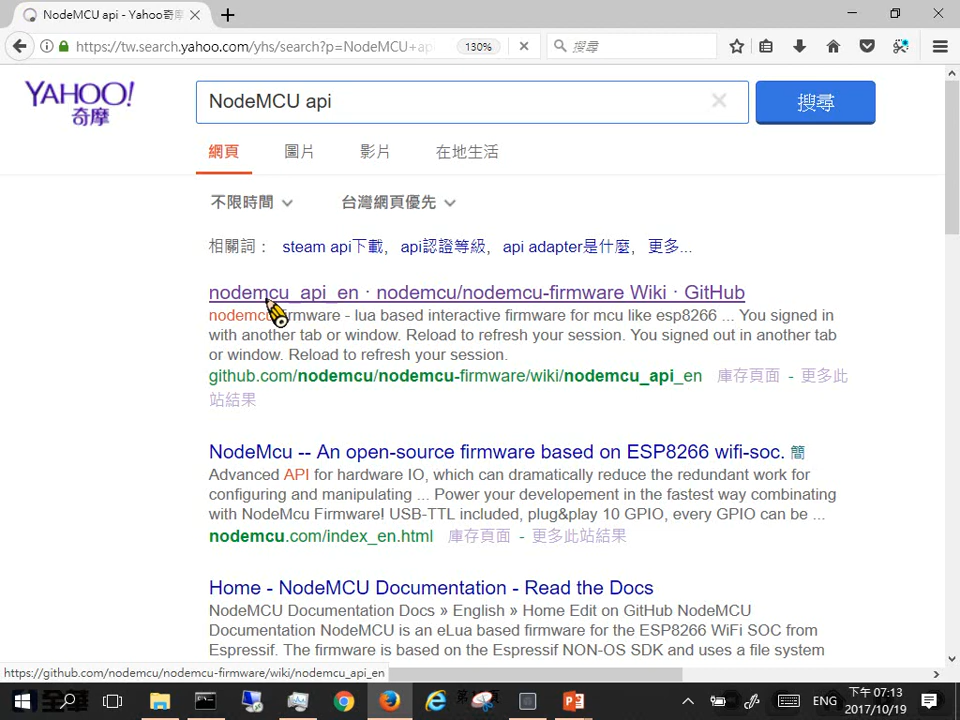 NodeMCU api - Yahoo奇摩
https://tw.search.yahoo.com/yhs/search?p=NodeMCU+ap
130%
搜尋
YAHOO!
奇摩
NodeMCU api
搜尋
網頁
圖片
影片
在地生活
不限時間
台灣網頁優先
相關詞： steam api下載, api認證等級, api adapter是什麼, 更多...
nodemcu_api_en · nodemcu/nodemcu-firmware Wiki · GitHub
firmware - lua based interactive firmware for mcu like esp8266 ... You signed in
with another tab or window. Reload to refresh your session. You signed out in another tab
or window. Reload to refresh your session.
github.com/nodemcu/nodemcu-firmware/wiki/nodemcu_api_en 庫存頁面 - 更多此
站結果
NodeMcu -- An open-source firmware based on ESP8266 wifi-soc. 簡
Advanced API for hardware IO, which can dramatically reduce the redundant work for
configuring and manipulating ... Power your developement in the fastest way combinating
with NodeMcu Firmware! USB-TTL included, plug&play 10 GPIO, every GPIO can be ...
nodemcu.com/index_en.html 庫存頁面 - 更多此站結果
Home - NodeMCU Documentation - Read the Docs
NodeMCU Documentation Docs » English » Home Edit on GitHub NodeMCU
Documentation NodeMCU is an eLua based firmware for the ESP8266 WiFi SOC from
Espressif. The firmware is based on the Espressif NON-OS SDK and uses a file system
https://github.com/nodemcu/nodemcu-firmware/wiki/nodemcu_api_en
ENG
下午 07:13
2017/10/19